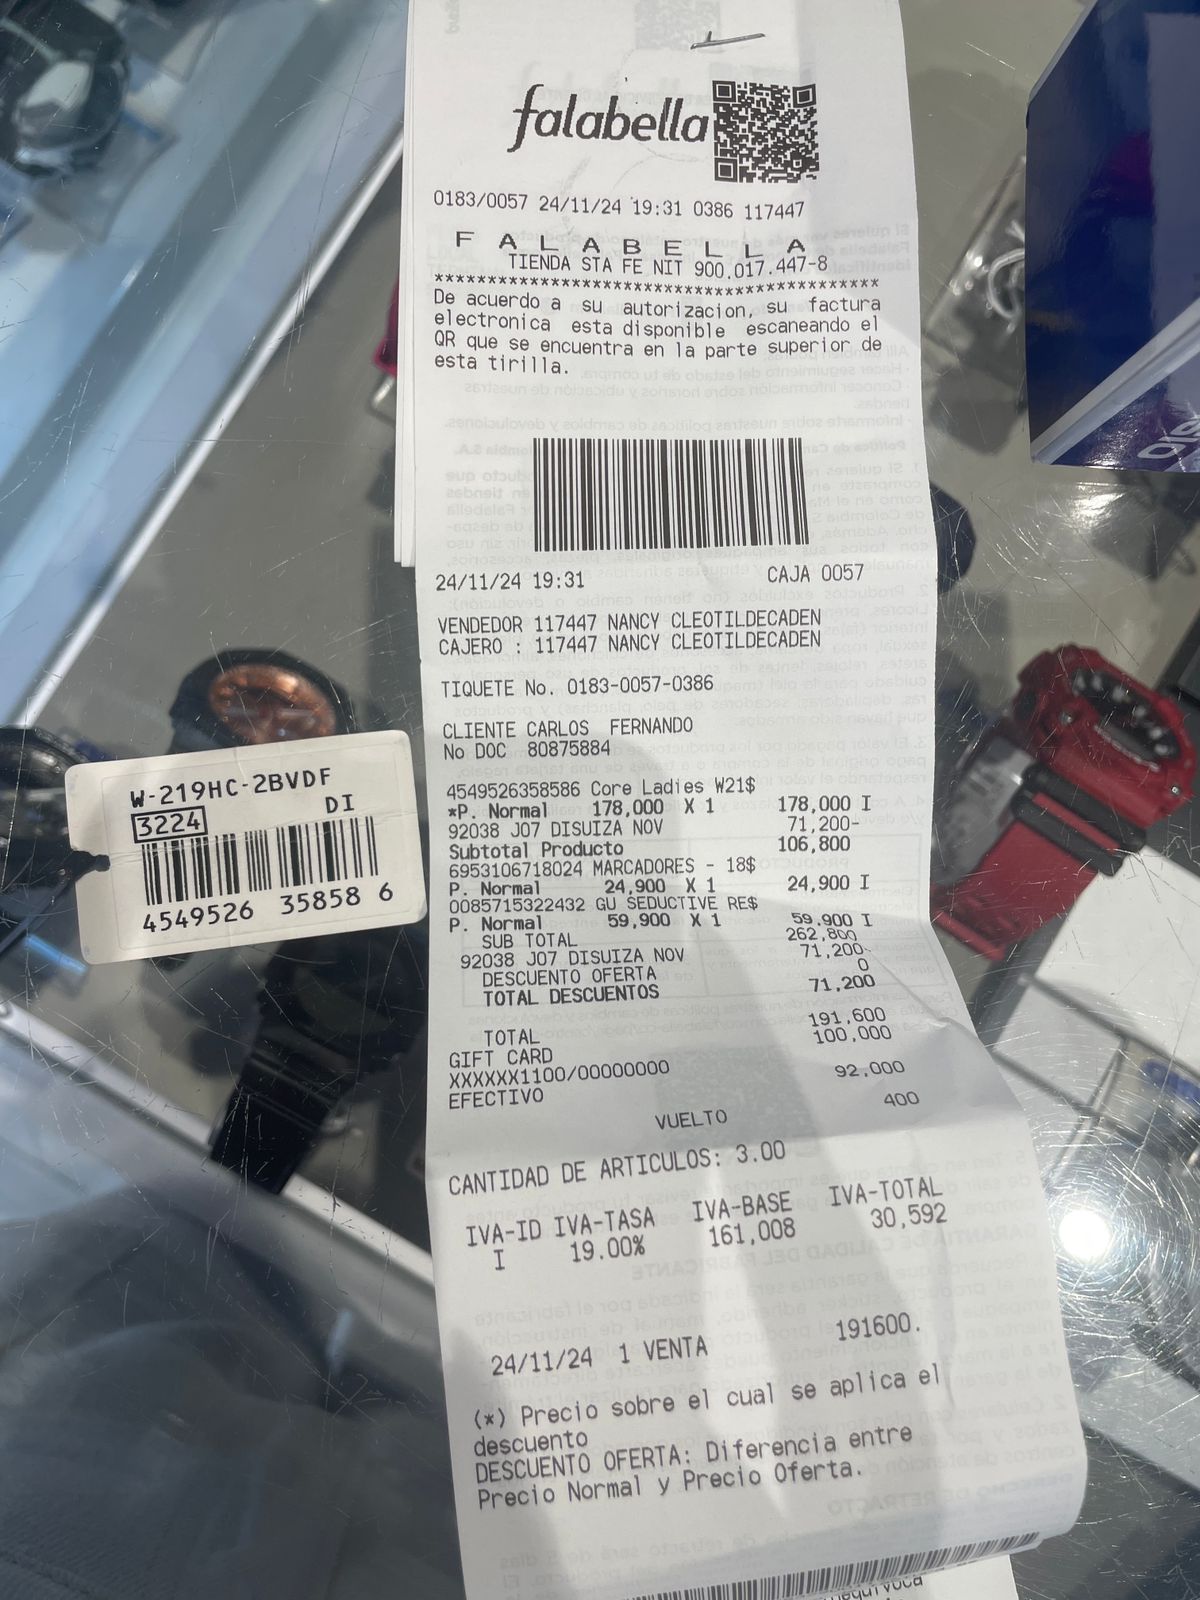 falabella
0183/0057 24/11/24 19:31 0386 117447
F A L A B E L L A
TIENDA STA FE NIT 900.017.447-8
******************************************
De acuerdo a su autorizacion, su factura
electronica esta disponible escaneando el
QR que se encuentra en la parte superior de
esta tirilla.
24/11/24 19:31 CAJA 0057
VENDEDOR 117447 NANCY CLEOTILDECADEN
CAJERO : 117447 NANCY CLEOTILDECADEN
TIQUETE No. 0183-0057-0386
CLIENTE CARLOS FERNANDO
No DOC 80875884
4549526358586 Core Ladies W21$
*P. Normal 178,000 X 1 178,000 I
92038 J07 DISUIZA NOV 71,200-
Subtotal Producto 106,800
6953106718024 MARCADORES - 18$
P. Normal 24,900 X 1 24,900 I
0085715322432 GU SEDUCTIVE RE$
P. Normal 59,900 X 1 59,900 I
SUB TOTAL 262,800
92038 J07 DISUIZA NOV 71,200-
DESCUENTO OFERTA 0
TOTAL DESCUENTOS 71,200
TOTAL 191,600
GIFT CARD 100,000
XXXXXX1100/00000000
EFECTIVO 92,000
VUELTO 400
CANTIDAD DE ARTICULOS: 3.00
IVA-ID IVA-TASA IVA-BASE IVA-TOTAL
I 19.00% 161,008 30,592
24/11/24 1 VENTA 191600.
(*) Precio sobre el cual se aplica el
descuento
DESCUENTO OFERTA: Diferencia entre
Precio Normal y Precio Oferta.
W-219HC-2BVDF
3224 DI
4549526 35858 6